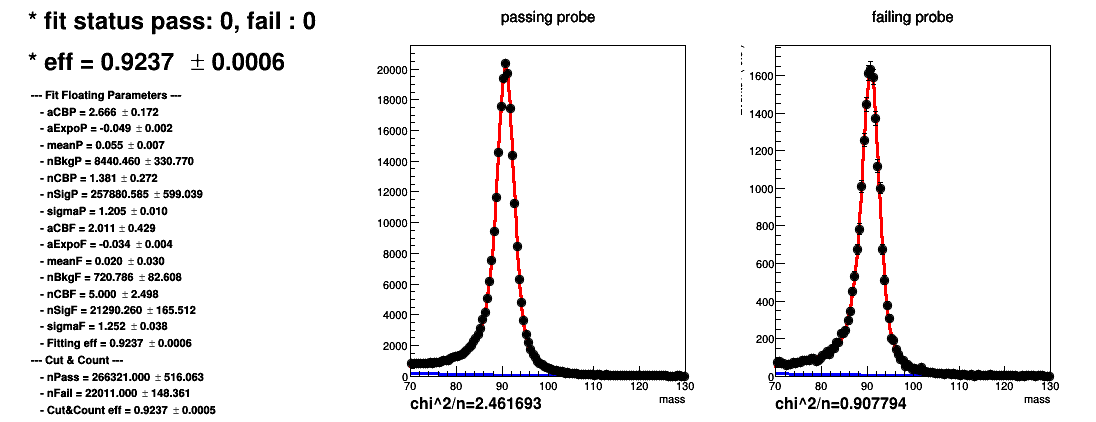 * fit status pass: 0, fail : 0
* eff = 0.9237 ± 0.0006
--- Fit Floating Parameters ---
- aCBP = 2.666 ± 0.172
- aExpoP = -0.049 ± 0.002
- meanP = 0.055 ± 0.007
- nBkgP = 8440.460 ± 330.770
- nCBP = 1.381 ± 0.272
- nSigP = 257880.585 ± 599.039
- sigmaP = 1.205 ± 0.010
- aCBF = 2.011 ± 0.429
- aExpoF = -0.034 ± 0.004
- meanF = 0.020 ± 0.030
- nBkgF = 720.786 ± 82.608
- nCBF = 5.000 ± 2.498
- nSigF = 21290.260 ± 165.512
- sigmaF = 1.252 ± 0.038
- Fitting eff = 0.9237 ± 0.0006
--- Cut & Count ---
- nPass = 266321.000 ± 516.063
- nFail = 22011.000 ± 148.361
- Cut&Count eff = 0.9237 ± 0.0005
passing probe
20000
18000
16000
14000
12000
10000
8000
6000
4000
2000
0
70 80 90 100 110 120 130
mass
chi^2/n=2.461693
failing probe
1600
1400
1200
1000
800
600
400
200
0
70 80 90 100 110 120 130
mass
chi^2/n=0.907794